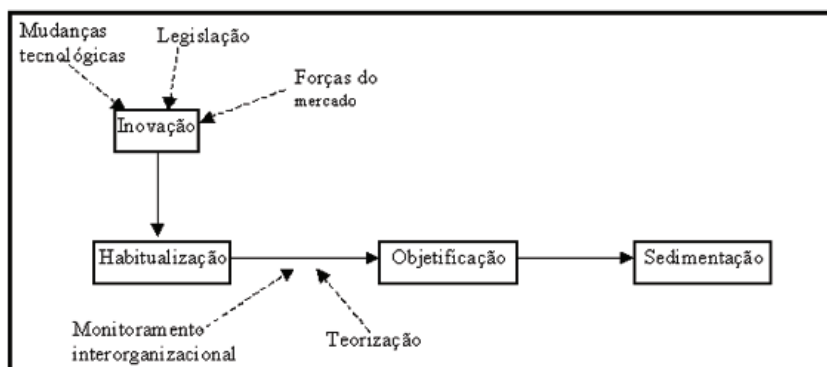 Mudanças
tecnológicas
Legislação
Forças do
mercado
Inovação
Habitualização
Objetificação
Sedimentação
Monitoramento
interorganizacional
Teorização